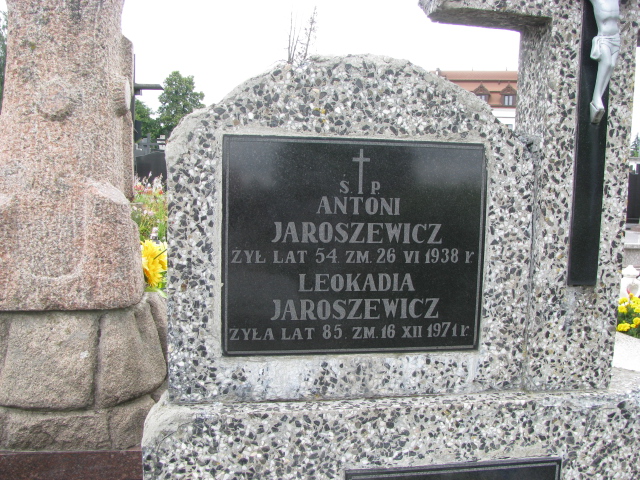 Ś. P.
ANTONI
JAROSZEWICZ
ŻYŁ LAT 54. ZM. 26 VI 1938 r
LEOKADIA
JAROSZEWICZ
ŻYŁA LAT 85. ZM. 16 XII 1971 r